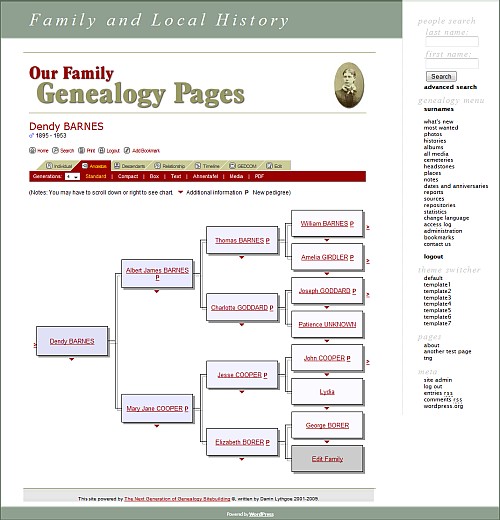 Family and Local History
Our Family
Genealogy Pages
Dendy BARNES
♂ 1895 - 1953
Home Search Print Logout Add Bookmark
Individual Ancestors Descendants Relationship Timeline GEDCOM Edit
Generations: 4 Standard | Compact | Box | Text | Ahnentafel | Media | PDF
(Notes: You may have to scroll down or right to see chart. Additional information P New pedigree)
William BARNES P
Thomas BARNES P
Amelia GIRDLER P
Albert James BARNES
P
Joseph GODDARD P
Charlotte GODDARD P
Patience UNKNOWN
Dendy BARNES
John COOPER P
Jesse COOPER P
Lydia
Mary Jane COOPER P
George BORER
Elizabeth BORER P
Edit Family
This site powered by The Next Generation of Genealogy Sitebuilding ©, written by Darrin Lythgoe 2001-2009.
Powered by WordPress
people search
last name:
first name:
Search
advanced search
genealogy menu
surnames
what's new
most wanted
photos
histories
albums
all media
cemeteries
headstones
places
notes
dates and anniversaries
reports
sources
repositories
statistics
change language
access log
administration
bookmarks
contact us
logout
theme switcher
default
template1
template2
template3
template4
template5
template6
template7
pages
about
another test page
tng
meta
site admin
log out
entries rss
comments rss
wordpress.org